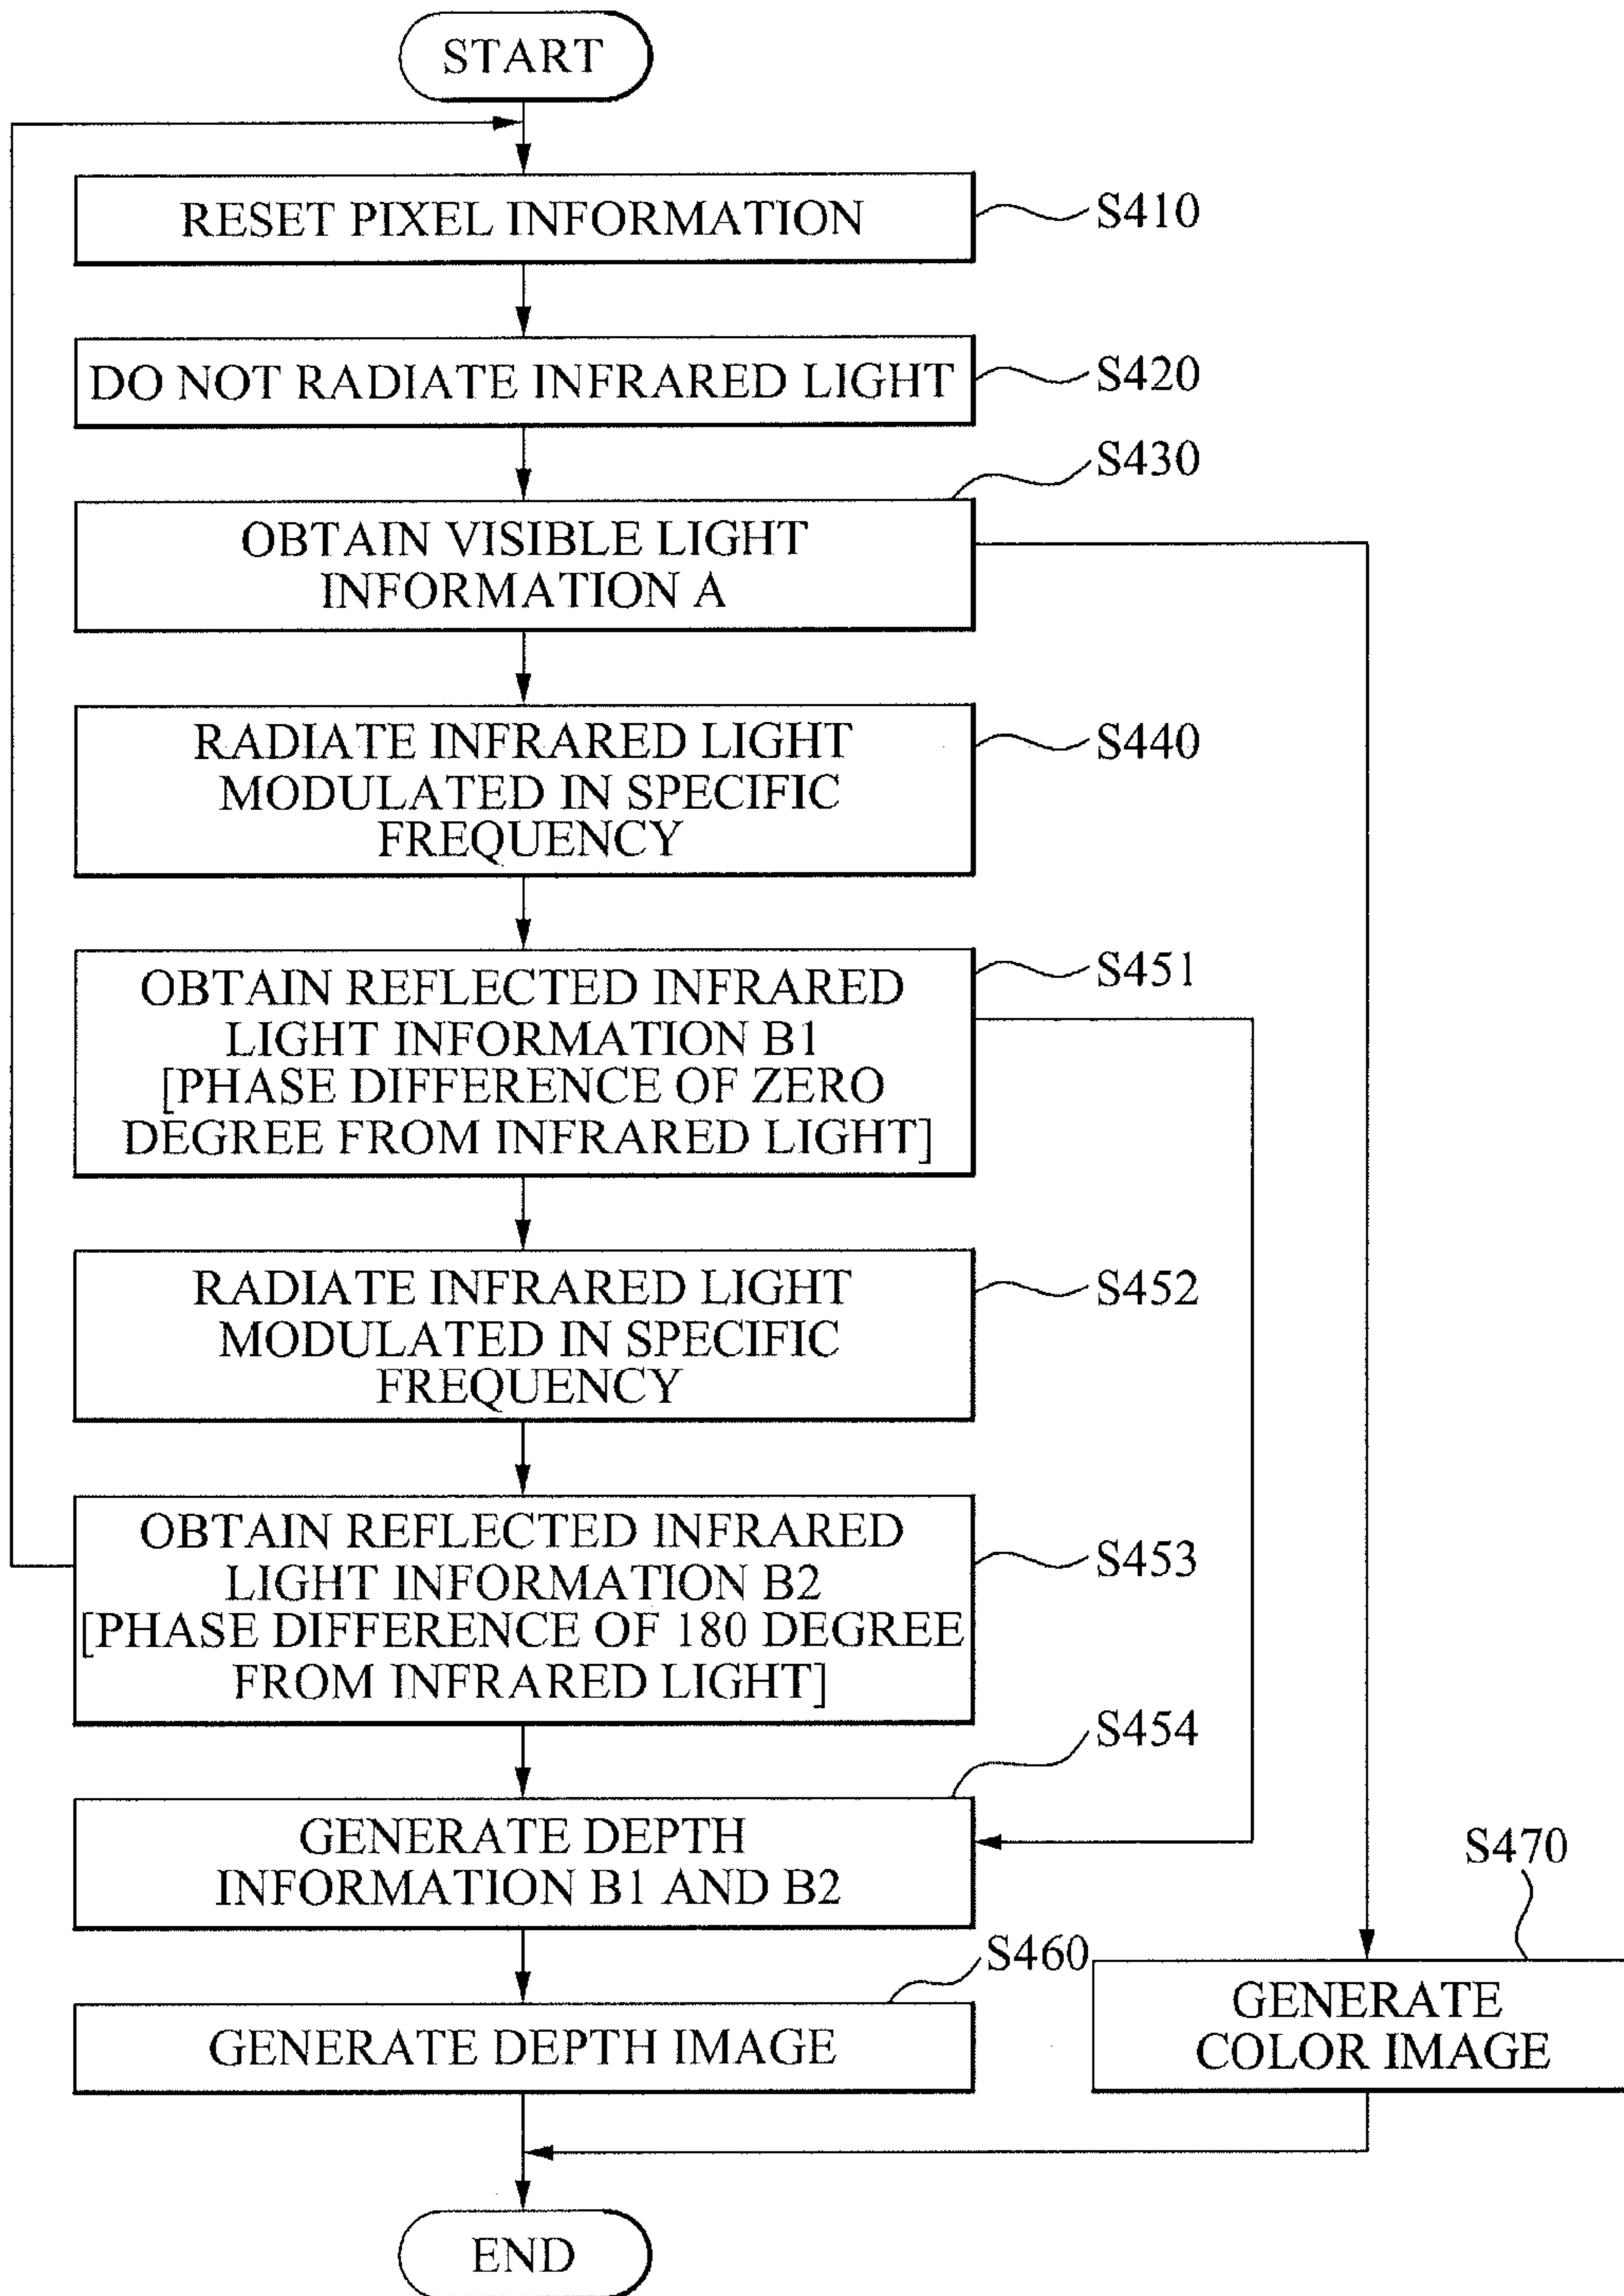 START
RESET PIXEL INFORMATION
S410
DO NOT RADIATE INFRARED LIGHT
S420
S430
OBTAIN VISIBLE LIGHT
INFORMATION A
RADIATE INFRARED LIGHT
MODULATED IN SPECIFIC
FREQUENCY
S440
OBTAIN REFLECTED INFRARED
LIGHT INFORMATION B1
[PHASE DIFFERENCE OF ZERO
DEGREE FROM INFRARED LIGHT]
S451
RADIATE INFRARED LIGHT
MODULATED IN SPECIFIC
FREQUENCY
S452
OBTAIN REFLECTED INFRARED
LIGHT INFORMATION B2
[PHASE DIFFERENCE OF 180 DEGREE
FROM INFRARED LIGHT]
S453
S454
GENERATE DEPTH
INFORMATION B1 AND B2
S460
GENERATE DEPTH IMAGE
S470
GENERATE
COLOR IMAGE
END